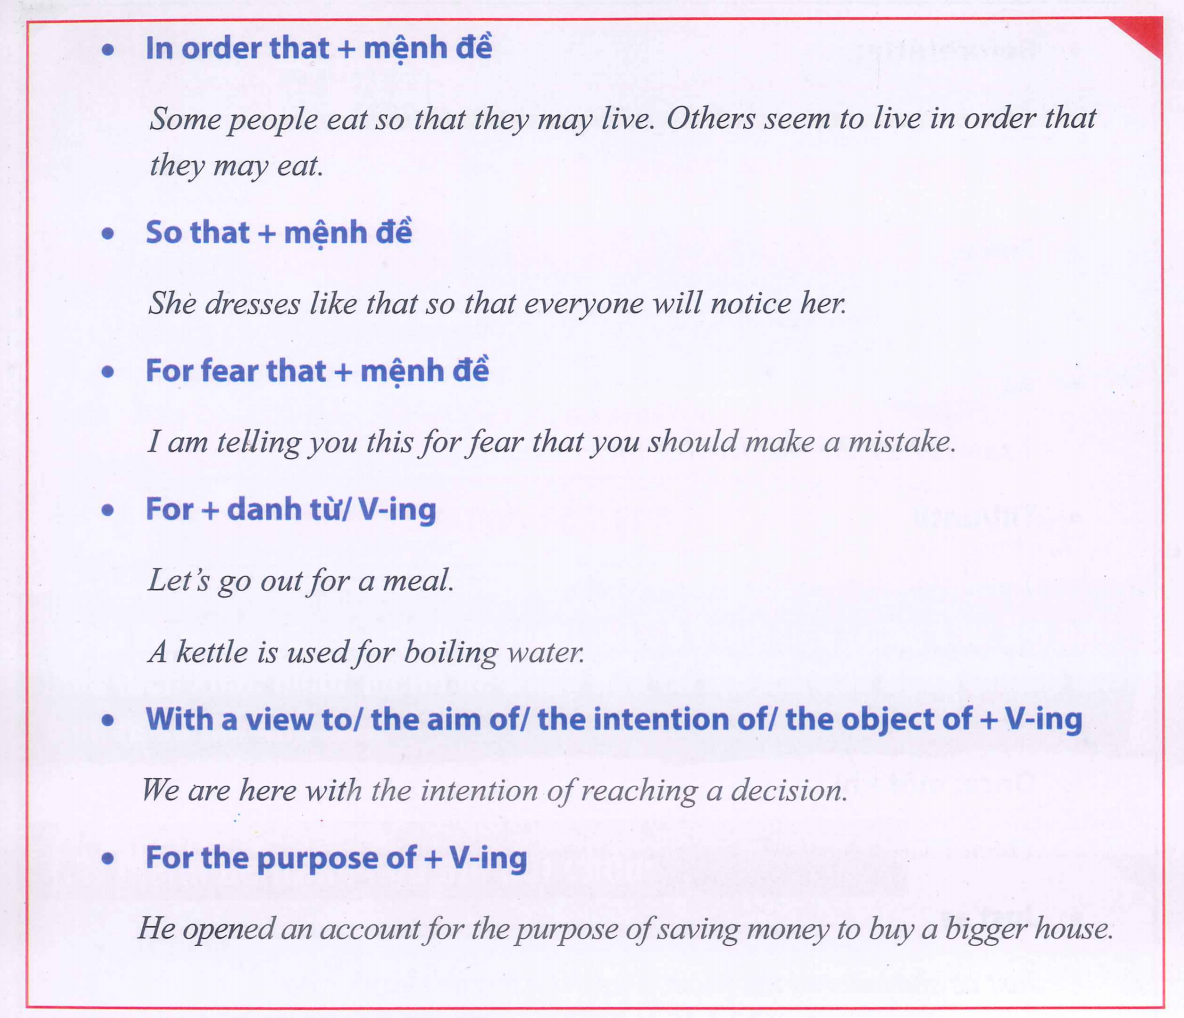 • In order that + mệnh đề
Some people eat so that they may live. Others seem to live in order that
they may eat.
• So that + mệnh đề
She dresses like that so that everyone will notice her.
• For fear that + mệnh đề
I am telling you this for fear that you should make a mistake.
• For + danh từ/ V-ing
Let's go out for a meal.
A kettle is used for boiling water.
• With a view to/ the aim of/ the intention of/ the object of + V-ing
We are here with the intention of reaching a decision.
• For the purpose of + V-ing
He opened an account for the purpose of saving money to buy a bigger house.